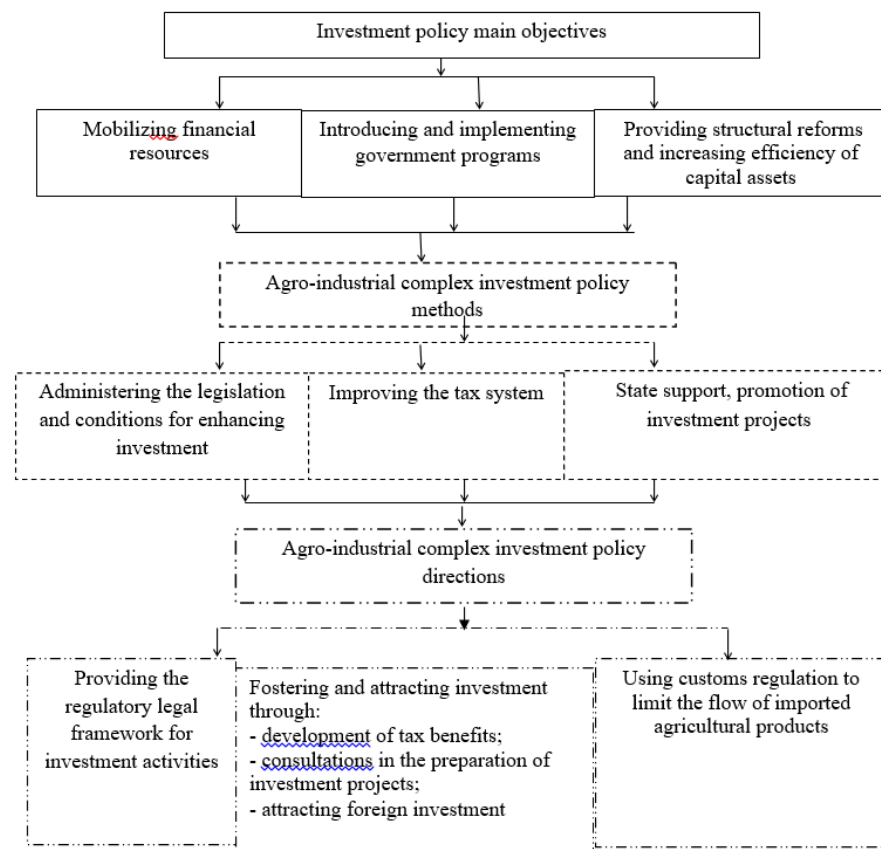 Investment policy main objectives
Mobilizing financial
resources
Introducing and implementing
government programs
Providing structural reforms
and increasing efficiency of
capital assets
Agro-industrial complex investment policy
methods
Administering the legislation
and conditions for enhancing
investment
Improving the tax system
State support, promotion of
investment projects
Agro-industrial complex investment policy
directions
Providing the
regulatory legal
framework for
investment activities
Fostering and attracting investment
through:
- development of tax benefits;
- consultations in the preparation of
investment projects;
- attracting foreign investment
Using customs regulation to
limit the flow of imported
agricultural products